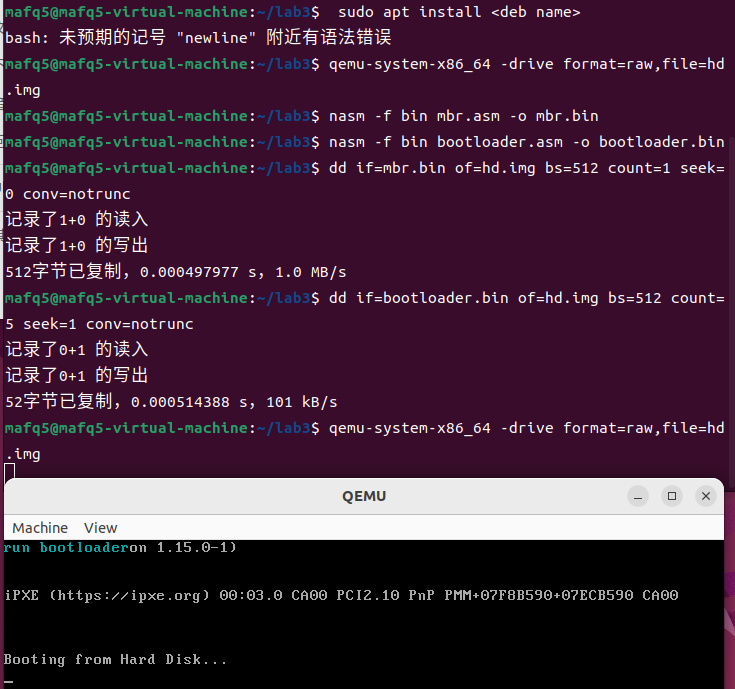 mafq5@mafq5-virtual-machine:~/lab3$  sudo apt install <deb name>
bash: 未预期的记号 "newline" 附近有语法错误
mafq5@mafq5-virtual-machine:~/lab3$ qemu-system-x86_64 -drive format=raw,file=hd
.img
mafq5@mafq5-virtual-machine:~/lab3$ nasm -f bin mbr.asm -o mbr.bin
mafq5@mafq5-virtual-machine:~/lab3$ nasm -f bin bootloader.asm -o bootloader.bin
mafq5@mafq5-virtual-machine:~/lab3$ dd if=mbr.bin of=hd.img bs=512 count=1 seek=
0 conv=notrunc
记录了1+0 的读入
记录了1+0 的写出
512字节已复制，0.000497977 s，1.0 MB/s
mafq5@mafq5-virtual-machine:~/lab3$ dd if=bootloader.bin of=hd.img bs=512 count=
5 seek=1 conv=notrunc
记录了0+1 的读入
记录了0+1 的写出
52字节已复制，0.000514388 s，101 kB/s
mafq5@mafq5-virtual-machine:~/lab3$ qemu-system-x86_64 -drive format=raw,file=hd
.img
QEMU
Machine View
run bootloaderon 1.15.0-1)
iPXE (https://ipxe.org) 00:03.0 CA00 PCI2.10 PnP PMM+07F8B590+07ECB590 CA00
Booting from Hard Disk...